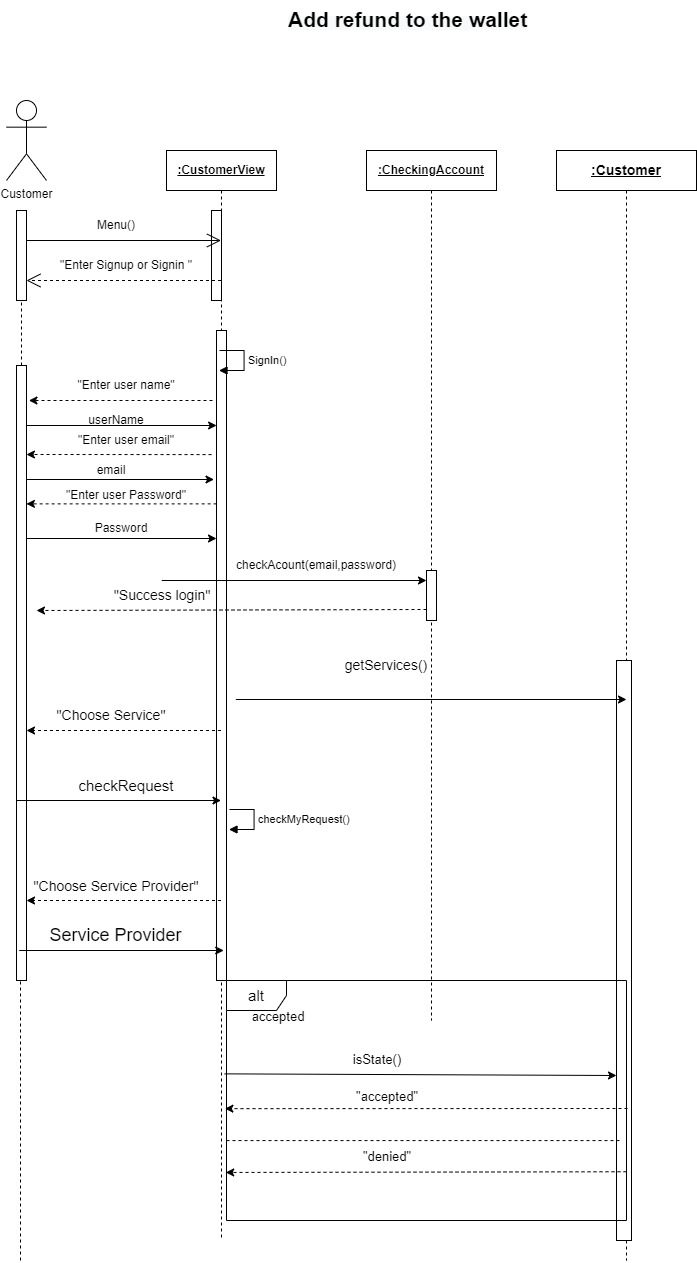 Add refund to the wallet
Customer
:CustomerView
:CheckingAccount
:Customer
Menu()
"Enter Signup or Signin "
SignIn()
"Enter user name"
userName
"Enter user email"
email
"Enter user Password"
Password
checkAcount(email,password)
"Success login"
getServices()
"Choose Service"
checkRequest
checkMyRequest()
"Choose Service Provider"
Service Provider
alt
accepted
isState()
"accepted"
"denied"